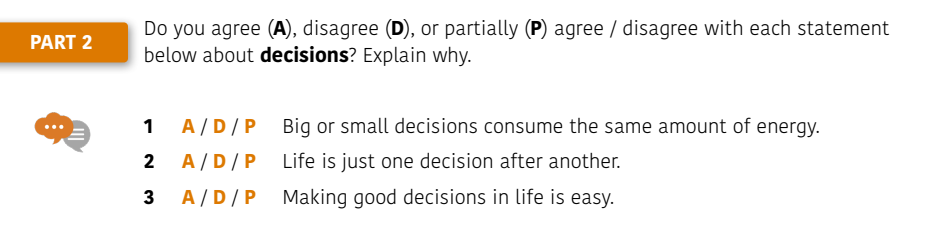 PART 2
Do you agree (A), disagree (D), or partially (P) agree / disagree with each statement
below about decisions? Explain why.
1 A / D / P Big or small decisions consume the same amount of energy.
2 A / D / P Life is just one decision after another.
3 A / D / P Making good decisions in life is easy.